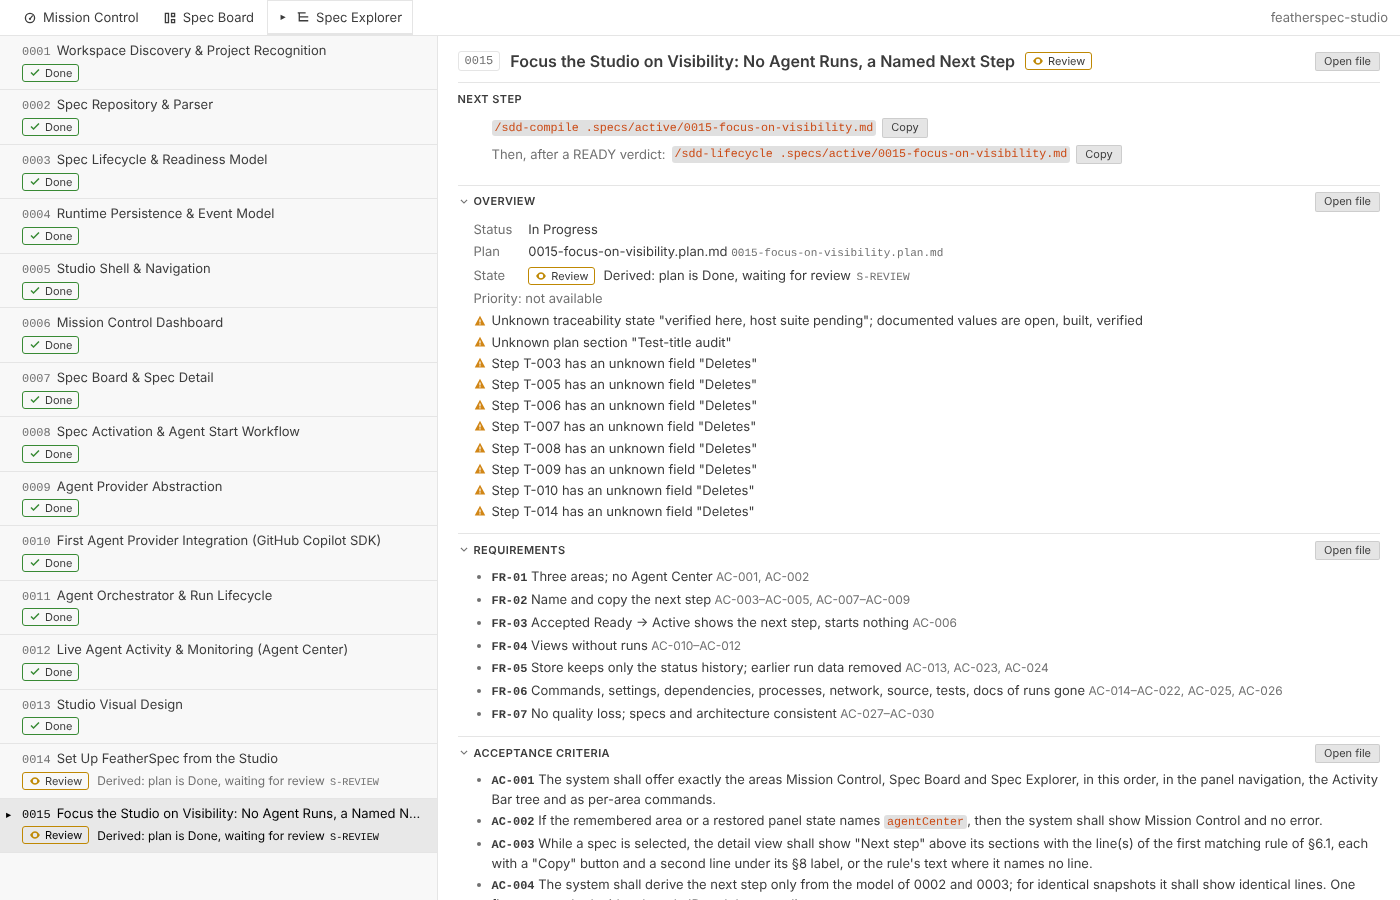 Mission Control
Spec Board
Spec Explorer
featherspec-studio
0001 Workspace Discovery & Project Recognition
Done
0002 Spec Repository & Parser
Done
0003 Spec Lifecycle & Readiness Model
Done
0004 Runtime Persistence & Event Model
Done
0005 Studio Shell & Navigation
Done
0006 Mission Control Dashboard
Done
0007 Spec Board & Spec Detail
Done
0008 Spec Activation & Agent Start Workflow
Done
0009 Agent Provider Abstraction
Done
0010 First Agent Provider Integration (GitHub Copilot SDK)
Done
0011 Agent Orchestrator & Run Lifecycle
Done
0012 Live Agent Activity & Monitoring (Agent Center)
Done
0013 Studio Visual Design
Done
0014 Set Up FeatherSpec from the Studio
Review Derived: plan is Done, waiting for review S-REVIEW
0015 Focus the Studio on Visibility: No Agent Runs, a Named N...
Review Derived: plan is Done, waiting for review S-REVIEW
0015 Focus the Studio on Visibility: No Agent Runs, a Named Next Step Review Open file
NEXT STEP
/sdd-compile .specs/active/0015-focus-on-visibility.md Copy
Then, after a READY verdict: /sdd-lifecycle .specs/active/0015-focus-on-visibility.md Copy
OVERVIEW Open file
Status In Progress
Plan 0015-focus-on-visibility.plan.md 0015-focus-on-visibility.plan.md
State Review Derived: plan is Done, waiting for review S-REVIEW
Priority: not available
Unknown traceability state "verified here, host suite pending"; documented values are open, built, verified
Unknown plan section "Test-title audit"
Step T-003 has an unknown field "Deletes"
Step T-005 has an unknown field "Deletes"
Step T-006 has an unknown field "Deletes"
Step T-007 has an unknown field "Deletes"
Step T-008 has an unknown field "Deletes"
Step T-009 has an unknown field "Deletes"
Step T-010 has an unknown field "Deletes"
Step T-014 has an unknown field "Deletes"
REQUIREMENTS Open file
FR-01 Three areas; no Agent Center AC-001, AC-002
FR-02 Name and copy the next step AC-003–AC-005, AC-007–AC-009
FR-03 Accepted Ready → Active shows the next step, starts nothing AC-006
FR-04 Views without runs AC-010–AC-012
FR-05 Store keeps only the status history; earlier run data removed AC-013, AC-023, AC-024
FR-06 Commands, settings, dependencies, processes, network, source, tests, docs of runs gone AC-014–AC-022, AC-025, AC-026
FR-07 No quality loss; specs and architecture consistent AC-027–AC-030
ACCEPTANCE CRITERIA Open file
AC-001 The system shall offer exactly the areas Mission Control, Spec Board and Spec Explorer, in this order, in the panel navigation, the Activity
Bar tree and as per-area commands.
AC-002 If the remembered area or a restored panel state names agentCenter, then the system shall show Mission Control and no error.
AC-003 While a spec is selected, the detail view shall show "Next step" above its sections with the line(s) of the first matching rule of §6.1, each
with a "Copy" button and a second line under its §8 label, or the rule's text where it names no line.
AC-004 The system shall derive the next step only from the model of 0002 and 0003; for identical snapshots it shall show identical lines. One